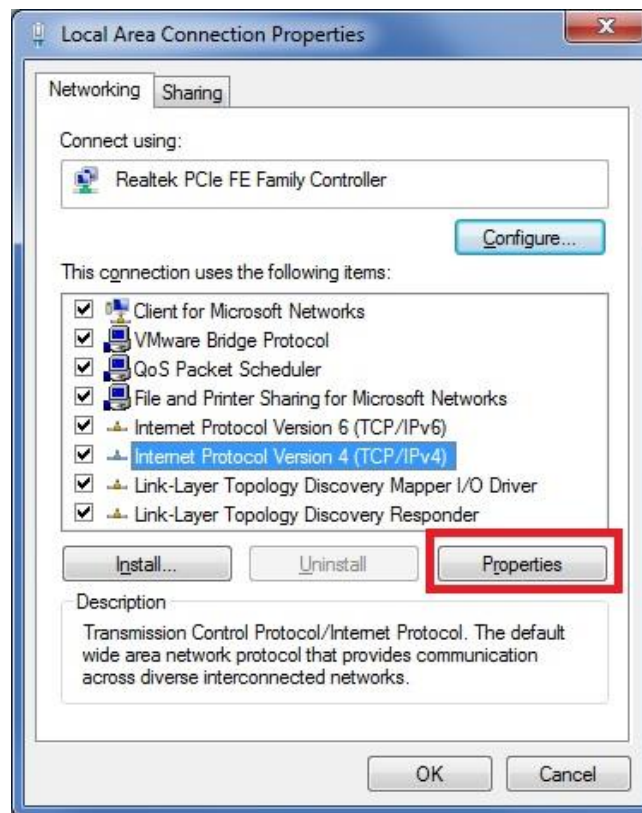 Local Area Connection Properties
Networking
Sharing
Connect using:
Realtek PCIe FE Family Controller
Configure...
This connection uses the following items:
Client for Microsoft Networks
VMware Bridge Protocol
QoS Packet Scheduler
File and Printer Sharing for Microsoft Networks
Internet Protocol Version 6 (TCP/IPv6)
Internet Protocol Version 4 (TCP/IPv4)
Link-Layer Topology Discovery Mapper I/O Driver
Link-Layer Topology Discovery Responder
Install...
Uninstall
Properties
Description
Transmission Control Protocol/Internet Protocol. The default
wide area network protocol that provides communication
across diverse interconnected networks.
OK
Cancel